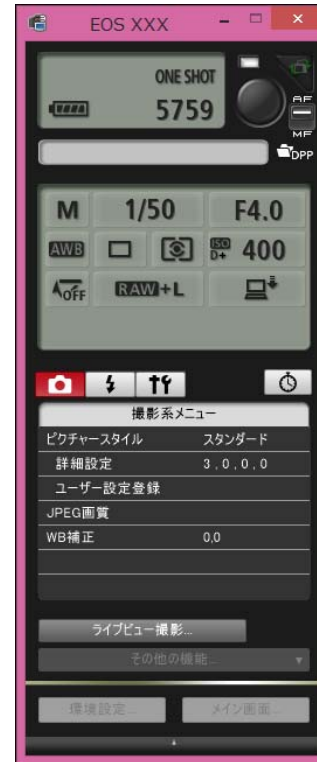 EOS XXX
ONE SHOT
5759
AF
MF
DPP
M 1/50 F4.0
AWB ISO D+ 400
OFF RAW+L
撮影系メニュー
ピクチャースタイル スタンダード
詳細設定 3,0,0,0
ユーザー設定登録
JPEG画質
WB補正 0,0
ライブビュー撮影...
その他の機能...
環境設定... メイン画面...